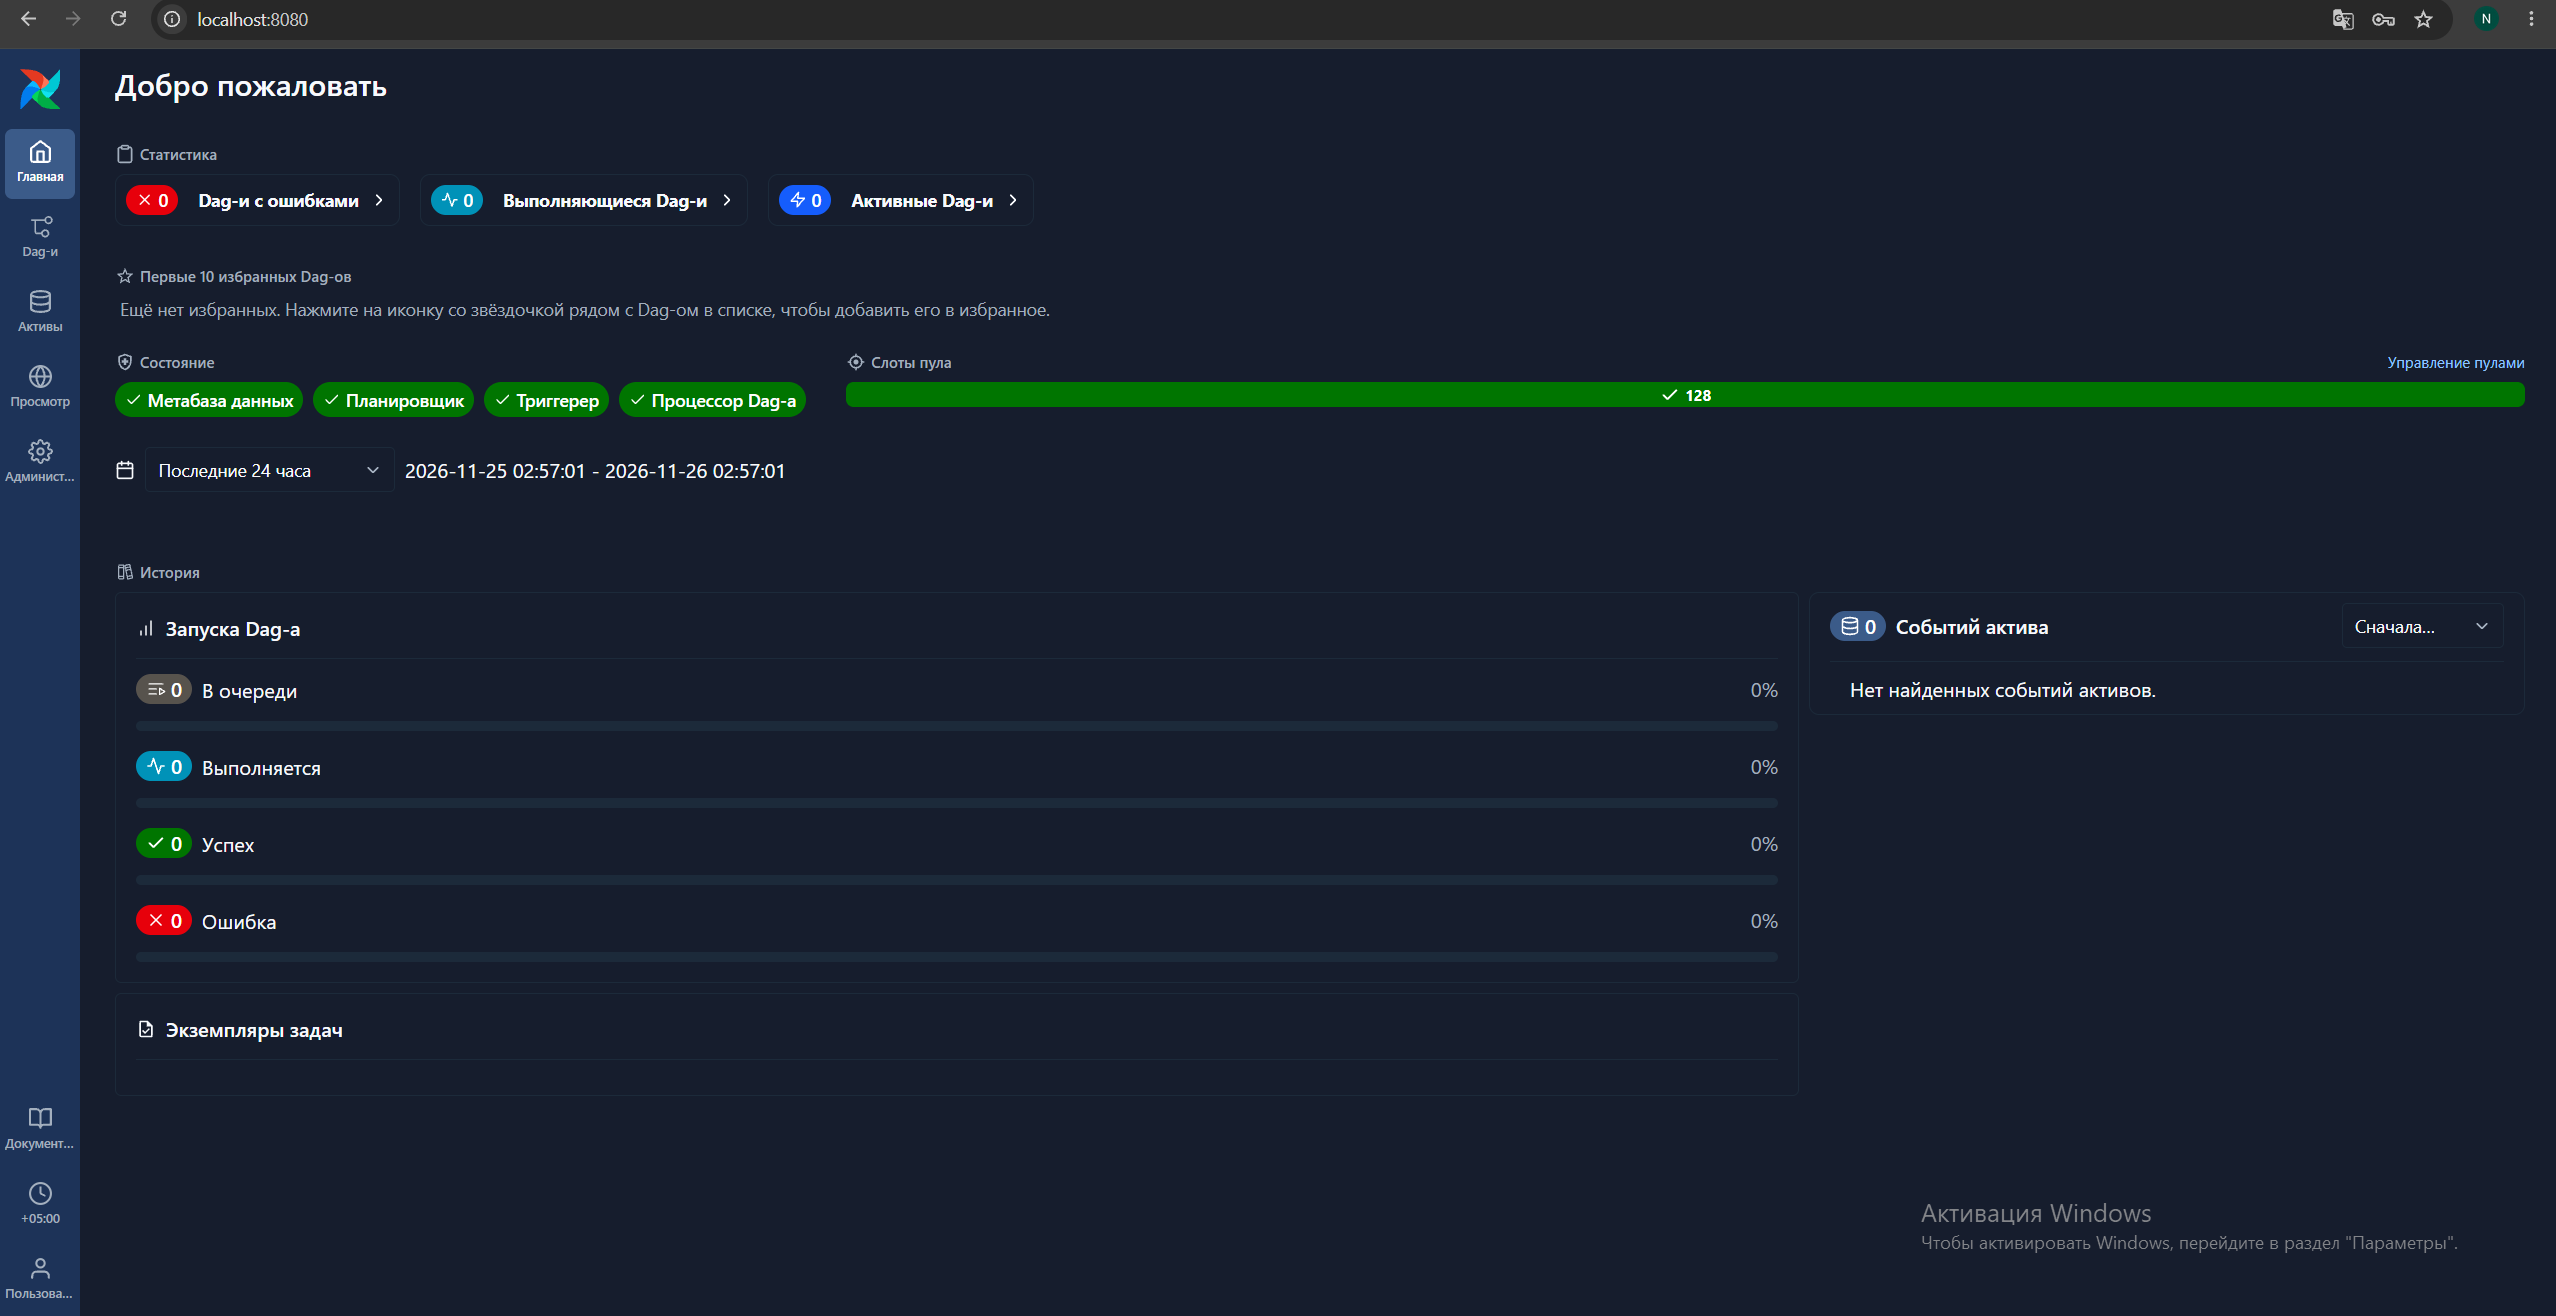 localhost:8080
N
Добро пожаловать
Главная
Dag-и
Активы
Просмотр
Админист...
Документ...
+05:00
Пользова...
Статистика
0 Dag-и с ошибками
0 Выполняющиеся Dag-и
0 Активные Dag-и
Первые 10 избранных Dag-ов
Ещё нет избранных. Нажмите на иконку со звёздочкой рядом с Dag-ом в списке, чтобы добавить его в избранное.
Состояние
Метабаза данных
Планировщик
Триггерер
Процессор Dag-а
Слоты пула
Управление пулами
128
Последние 24 часа
2026-11-25 02:57:01 - 2026-11-26 02:57:01
История
Запуска Dag-а
0 В очереди 0%
0 Выполняется 0%
0 Успех 0%
0 Ошибка 0%
Экземпляры задач
0 Событий актива
Сначала...
Нет найденных событий активов.
Активация Windows
Чтобы активировать Windows, перейдите в раздел "Параметры".